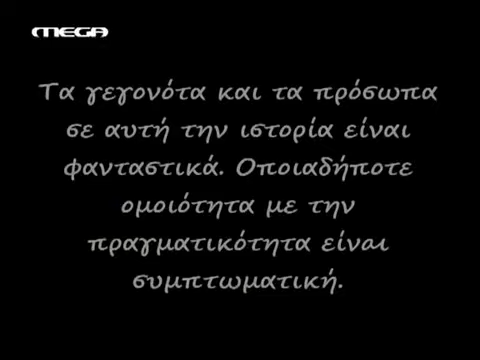 MEGA
Τα γεγονότα και τα πρόσωπα
σε αυτή την ιστορία είναι
φανταστικά. Οποιαδήποτε
ομοιότητα με την
πραγματικότητα είναι
συμπτωματική.